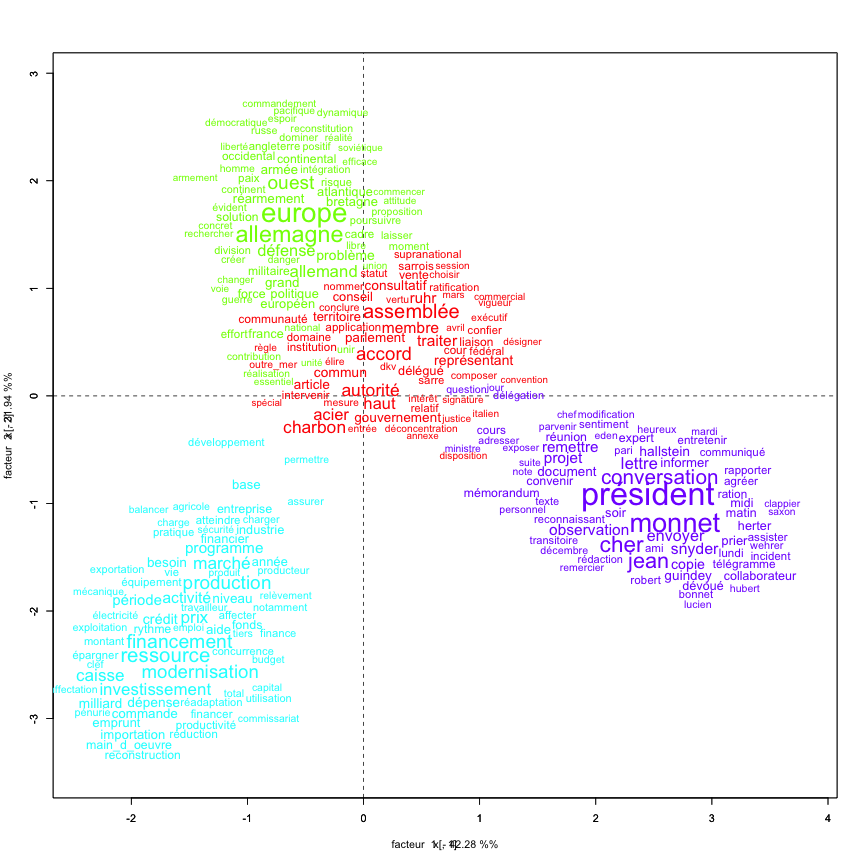 3
commandement
pacifique dynamique
démocratique espoir
russe reconstitution
dominer réalité
liberté angleterre positif soviétique
occidental continental efficace
homme armée intégration
armement paix ouest risque
continent atlantique commencer
2
réarmement bretagne attitude
évident europe proposition
solution poursuivre
concret
rechercher allemagne cadre laisser
division défense libre moment
créer danger problème supranational
militaire allemand union sarrois session
changer grand statut vente choisir
1
voie force politique nommer consultatif ratification
guerre européen conseil vertu ruhr mars commercial
conclure assemblée vigueur
communauté territoire exécutif
effort france national application membre avril confier
domaine parlement traiter liaison désigner
règle institution unir accord cour fédéral
contribution unité élire représentant
outre_mer dkv délégué
réalisation commun composer convention
essentiel article sarre
intervenir autorité question jour
0
intérêt délégation
spécial mesure haut signature
acier relatif italien chef modification
gouvernement justice parvenir sentiment
charbon entrée déconcentration cours réunion eden expert heureux mardi
annexe adresser entretenir
développement ministre exposer remettre pari hallstein communiqué
disposition suite projet lettre informer
permettre note document conversation rapporter
convenir agréer
base mémorandum président ration
assurer texte midi clappier
balancer agricole entreprise personnel soir matin saxon
-1
charge atteindre charger reconnaissant monnet
pratique sécurité industrie observation herter
financier transitoire envoyer prier assister
programme décembre cher ami snyder lundi wehrer
besoin marché année rédaction jean copie télégramme incident
exportation vie produit producteur remercier guindey collaborateur
équipement production robert dévoué hubert
mécanique relèvement bonnet
période activité niveau lucien
-2
travailleur notamment
électricité crédit prix affecter
exploitation rythme emploi aide fonds
tiers finance
montant financement
épargner ressource concurrence
clef budget
caisse modernisation
ffectation investissement total capital
milliard dépense réadaptation utilisation
pénurie commande financer commissariat
emprunt productivité
-3
importation réduction
main_d_oeuvre
reconstruction
-2 -1 0 1 2 3 4